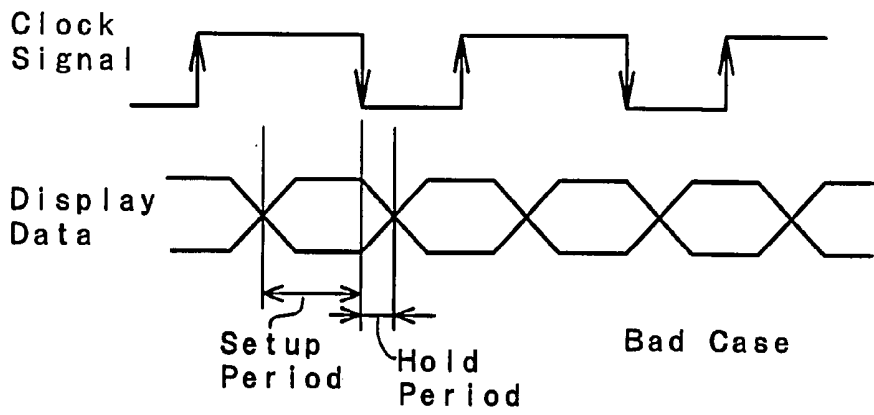 Clock
Signal
Display
Data
Setup
Period
Hold
Period
Bad Case